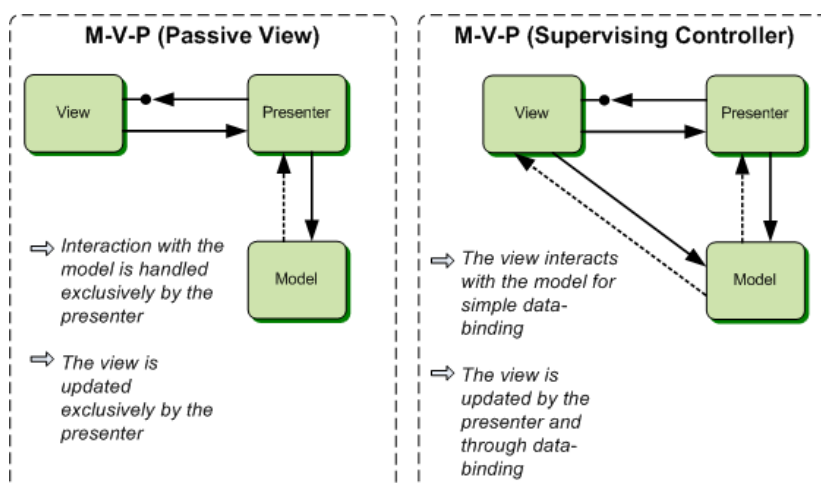 M-V-P (Passive View)
View
Presenter
Model
Interaction with the
model is handled
exclusively by the
presenter
The view is
updated
exclusively by the
presenter
M-V-P (Supervising Controller)
View
Presenter
Model
The view interacts
with the model for
simple data-
binding
The view is
updated by the
presenter and
through data-
binding